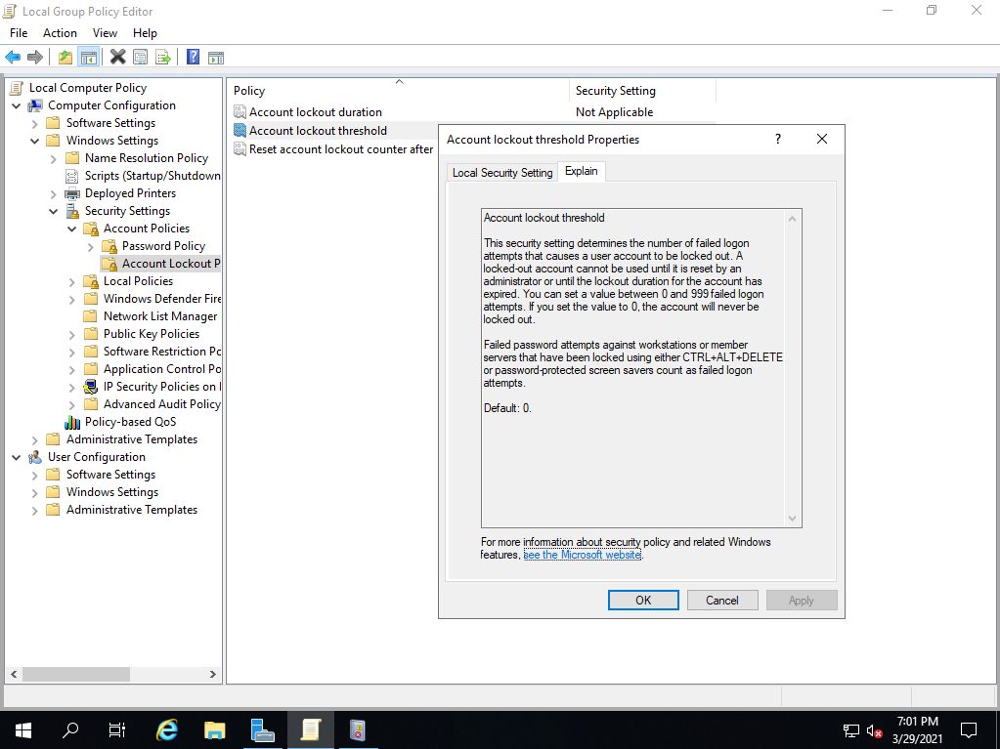 Local Group Policy Editor
File Action View Help
Local Computer Policy
Computer Configuration
Software Settings
Windows Settings
Name Resolution Policy
Scripts (Startup/Shutdown
Deployed Printers
Security Settings
Account Policies
Password Policy
Account Lockout P
Local Policies
Windows Defender Fire
Network List Manager
Public Key Policies
Software Restriction Po
Application Control Po
IP Security Policies on
Advanced Audit Policy
Policy-based QoS
Administrative Templates
User Configuration
Software Settings
Windows Settings
Administrative Templates
Policy Security Setting
Account lockout duration Not Applicable
Account lockout threshold
Reset account lockout counter after
Account lockout threshold Properties
Local Security Setting Explain
Account lockout threshold
This security setting determines the number of failed logon
attempts that causes a user account to be locked out. A
locked-out account cannot be used until it is reset by an
administrator or until the lockout duration for the account has
expired. You can set a value between 0 and 999 failed logon
attempts. If you set the value to 0, the account will never be
locked out.
Failed password attempts against workstations or member
servers that have been locked using either CTRL+ALT+DELETE
or password-protected screen savers count as failed logon
attempts.
Default: 0.
For more information about security policy and related Windows
features, see the Microsoft website.
OK Cancel Apply
7:01 PM
3/29/2021